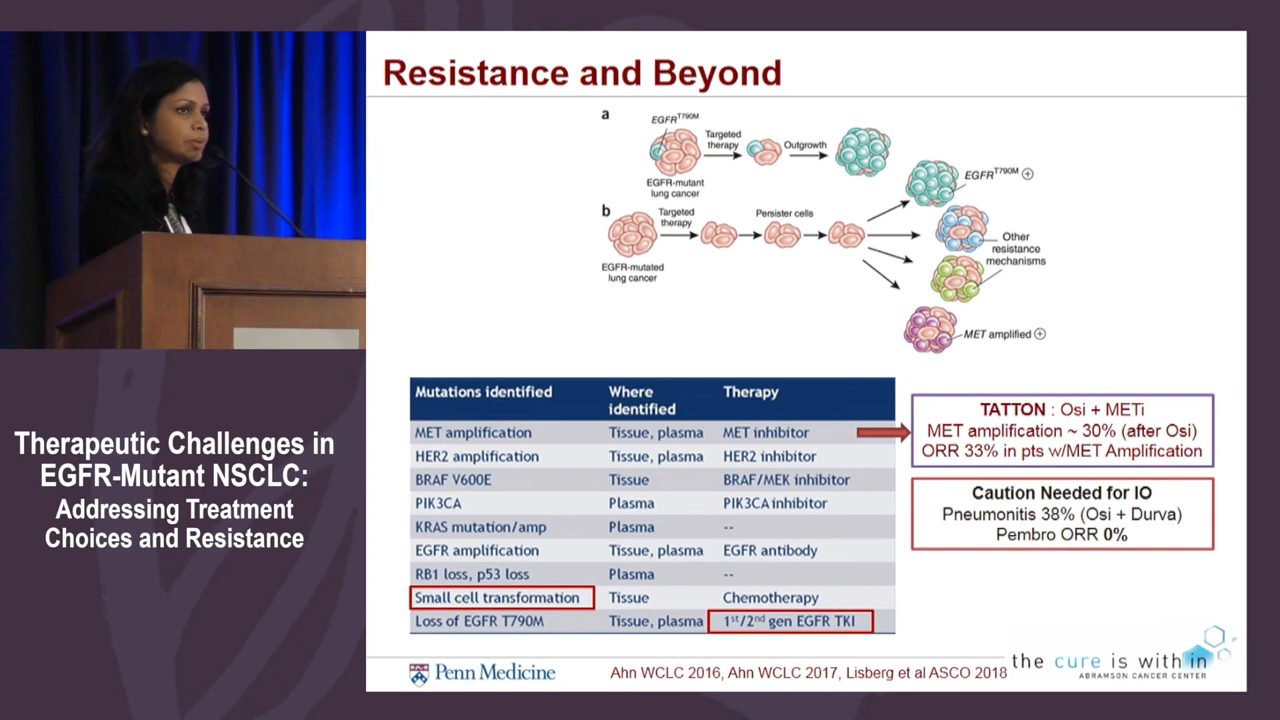 Resistance and Beyond
a
EGFR^T790M
Targeted
therapy
Outgrowth
EGFR-mutant
lung cancer
EGFR^T790M +
b
Targeted
therapy
Persister cells
EGFR-mutated
lung cancer
Other
resistance
mechanisms
MET amplified +
Mutations identified Where identified Therapy
MET amplification Tissue, plasma MET inhibitor
HER2 amplification Tissue, plasma HER2 inhibitor
BRAF V600E Tissue BRAF/MEK inhibitor
PIK3CA Plasma PIK3CA inhibitor
KRAS mutation/amp Plasma --
EGFR amplification Tissue, plasma EGFR antibody
RB1 loss, p53 loss Plasma --
Small cell transformation Tissue Chemotherapy
Loss of EGFR T790M Tissue, plasma 1st/2nd gen EGFR TKI
TATTON : Osi + METi
MET amplification ~ 30% (after Osi)
ORR 33% in pts w/MET Amplification
Caution Needed for IO
Pneumonitis 38% (Osi + Durva)
Pembro ORR 0%
Therapeutic Challenges in
EGFR-Mutant NSCLC:
Addressing Treatment
Choices and Resistance
Penn Medicine
Ahn WCLC 2016, Ahn WCLC 2017, Lisberg et al ASCO 2018
the cure is within
ABRAMSON CANCER CENTER